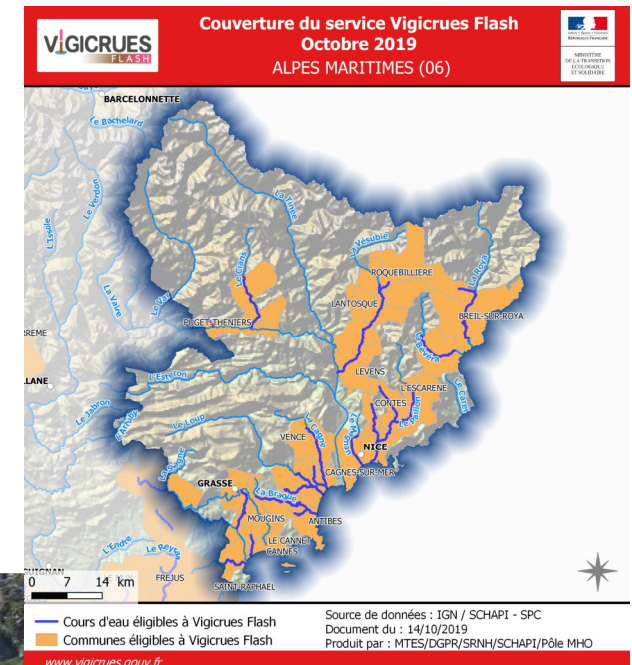 VIGICRUES
FLASH
Couverture du service Vigicrues Flash
Octobre 2019
ALPES MARITIMES (06)
RÉPUBLIQUE FRANÇAISE
MINISTÈRE
DE LA TRANSITION
ÉCOLOGIQUE
ET SOLIDAIRE
BARCELONNETTE
Le Bachelard
Le Verdon
L'Issole
La Tinée
La Vésubie
La Roya
Le Cians
ROQUEBILLIERE
La Vaïre
Le Var
LANTOSQUE
BREIL-SUR-ROYA
PUGET-THENIERS
REME
La Bévéra
LEVENS
LLANE
L'Esteron
L'ESCARENE
Le Careï
CONTES
Le Jabron
L'Artuby
Le Loup
La Cagne
Le Magnan
Le Paillon
VENCE
NICE
CAGNES-SUR-MER
GRASSE
La Brague
MOUGINS
ANTIBES
LE CANNET
CANNES
L'Endre
Le Reyran
UIGNAN
FREJUS
SAINT-RAPHAEL
0 7 14 km
Cours d'eau éligibles à Vigicrues Flash
Communes éligibles à Vigicrues Flash
Source de données : IGN / SCHAPI - SPC
Document du : 14/10/2019
Produit par : MTES/DGPR/SRNH/SCHAPI/Pôle MHO
www.vigicrues.gouv.fr